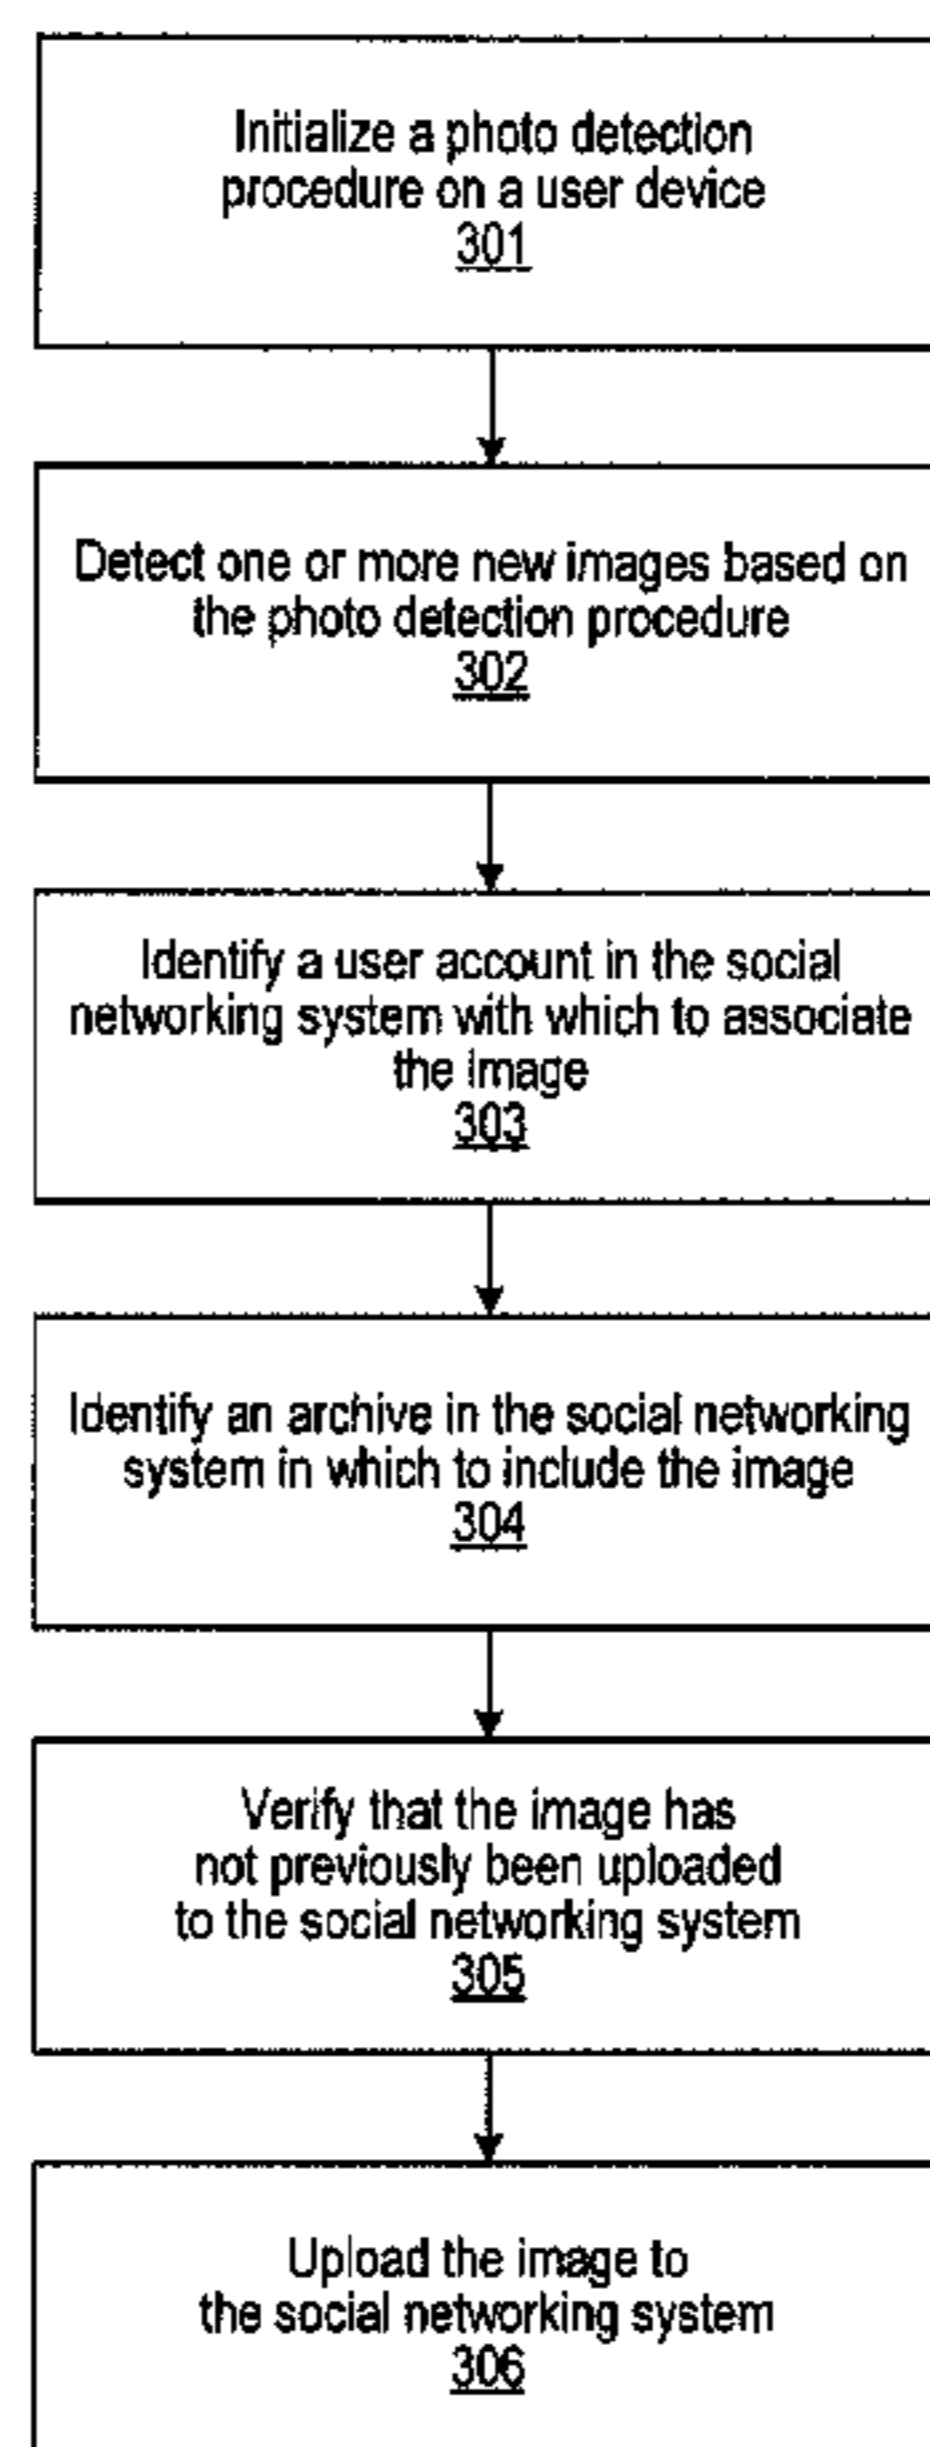 Initialize a photo detection
procedure on a user device
301
Detect one or more new images based on
the photo detection procedure
302
Identify a user account in the social
networking system with which to associate
the image
303
Identify an archive in the social networking
system in which to include the image
304
Verify that the image has
not previously been uploaded
to the social networking system
305
Upload the image to
the social networking system
306